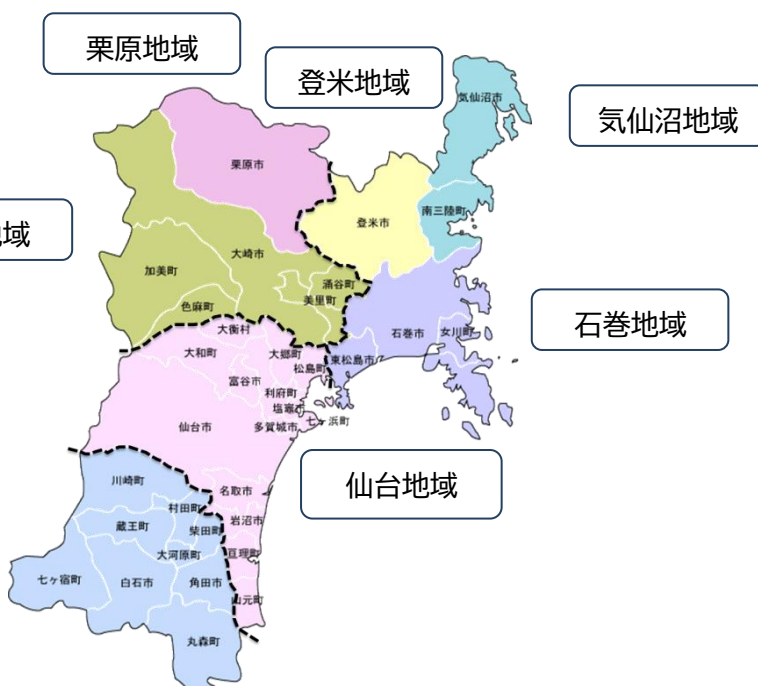 栗原地域
登米地域
気仙沼地域
域
石巻地域
仙台地域
気仙沼市
栗原市
南三陸町
登米市
大崎市
加美町
涌谷町
美里町
色麻町
大衡村
石巻市
女川町
大和町
大郷町
東松島市
松島町
富谷市
利府町
塩竈市
七ヶ浜町
仙台市
多賀城市
川崎町
名取市
村田町
岩沼市
蔵王町
柴田町
大河原町
亘理町
七ヶ宿町
白石市
角田市
山元町
丸森町